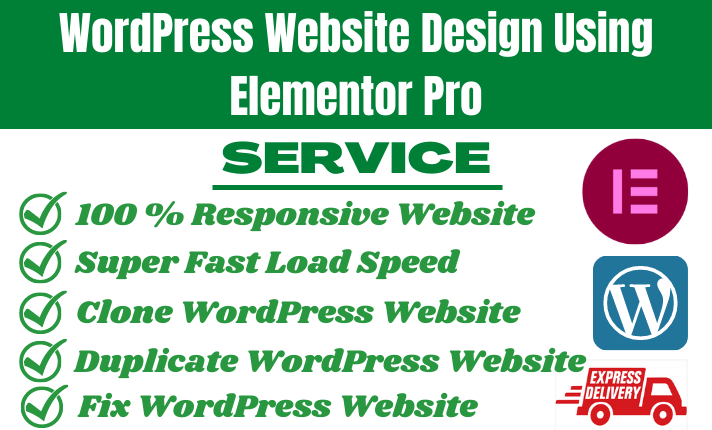 WordPress Website Design Using
Elementor Pro
SERVICE
100 % Responsive Website
Super Fast Load Speed
Clone WordPress Website
Duplicate WordPress Website
Fix WordPress Website
EXPRESS
DELIVERY